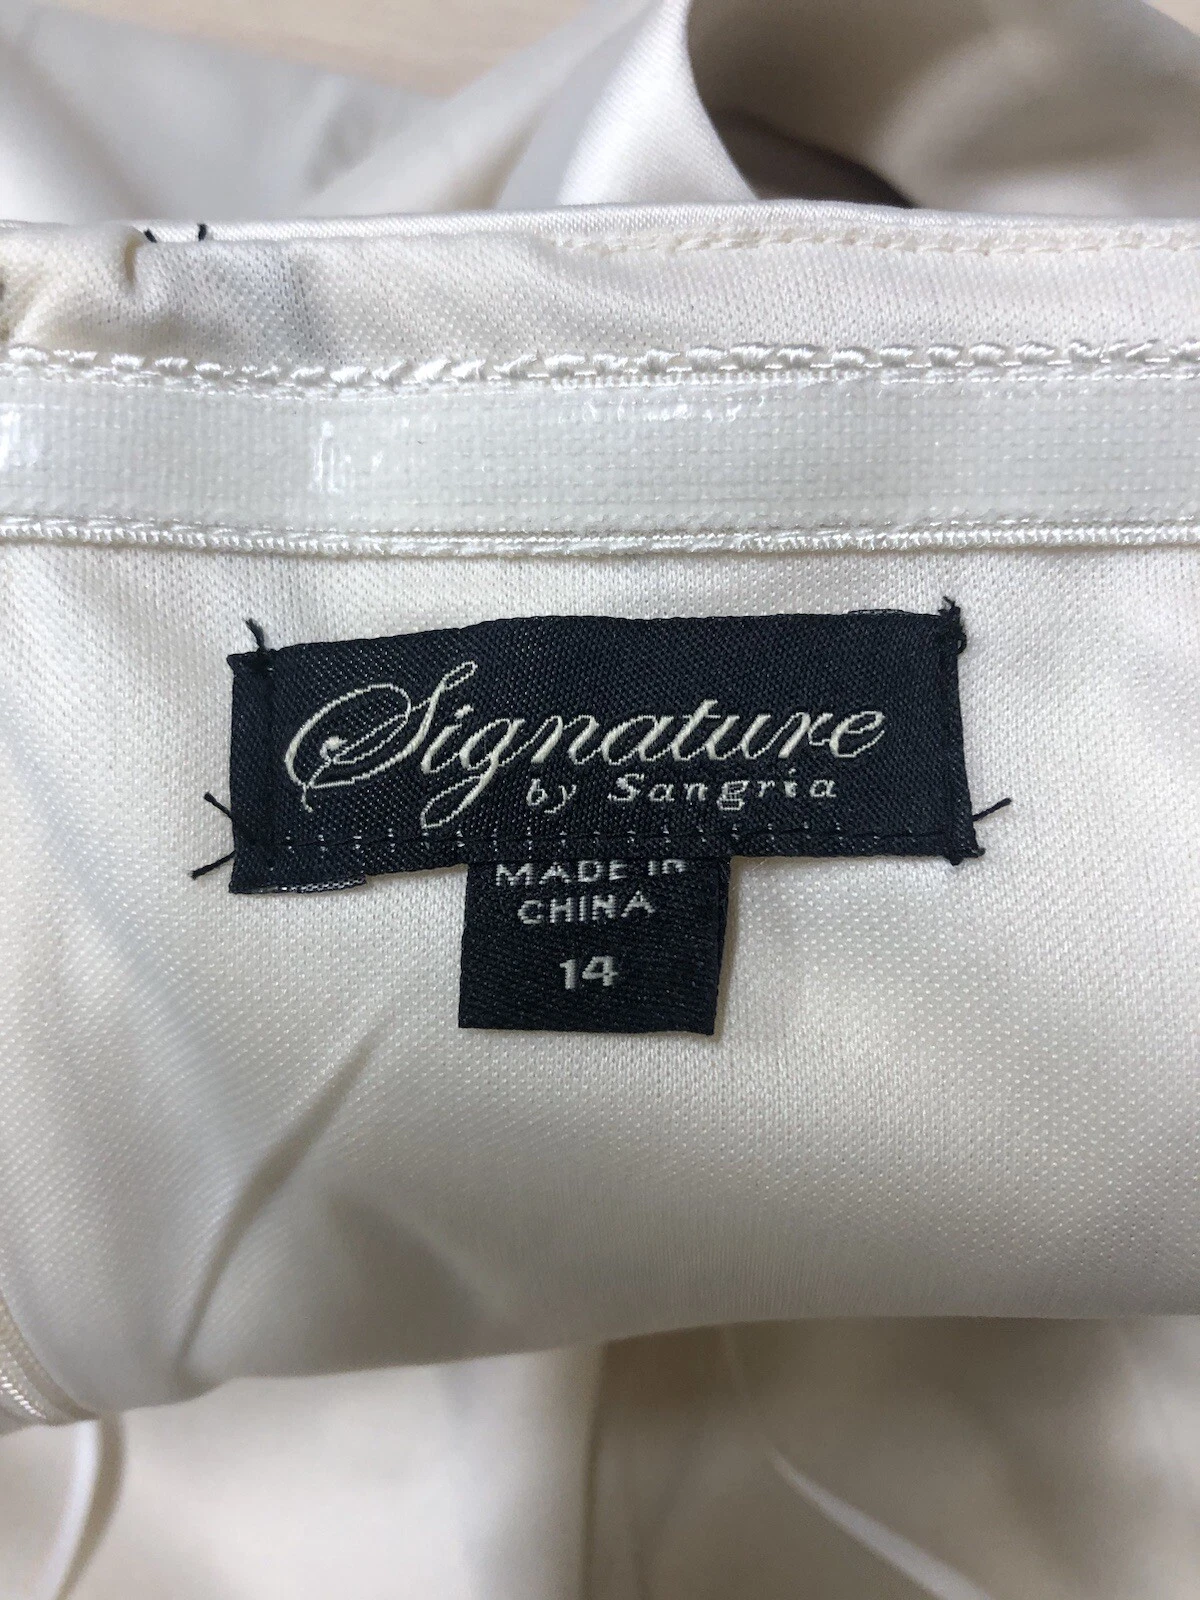 Signature
by Sangria
MADE IN
CHINA
14